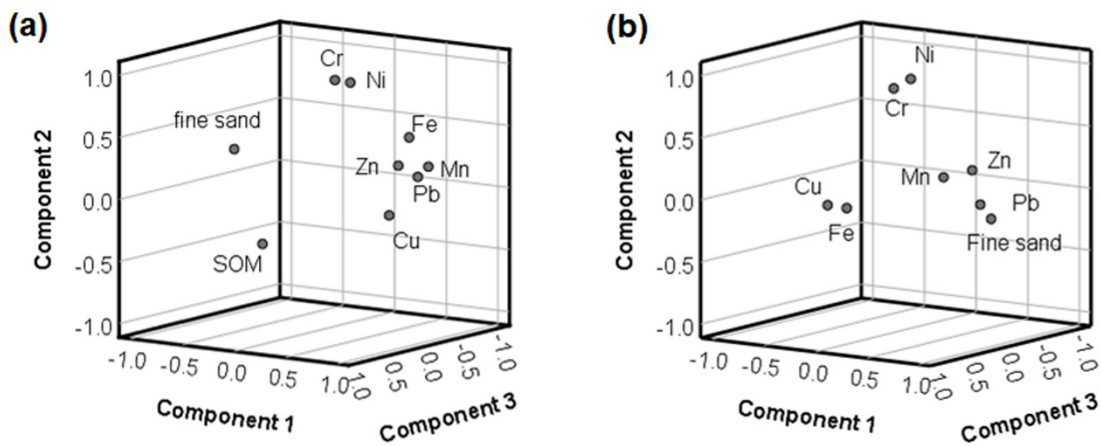 (a)
Component 2
1.0
0.5
0.0
-0.5
-1.0
Cr
Ni
fine sand
Fe
Zn
Mn
Pb
Cu
SOM
-1.0
-0.5
0.0
0.5
1.0
Component 1
1.0
0.5
0.0
-0.5
-1.0
Component 3
(b)
Component 2
1.0
0.5
0.0
-0.5
-1.0
Ni
Cr
Zn
Mn
Cu
Pb
Fe
Fine sand
-1.0
-0.5
0.0
0.5
1.0
Component 1
1.0
0.5
0.0
-0.5
-1.0
Component 3